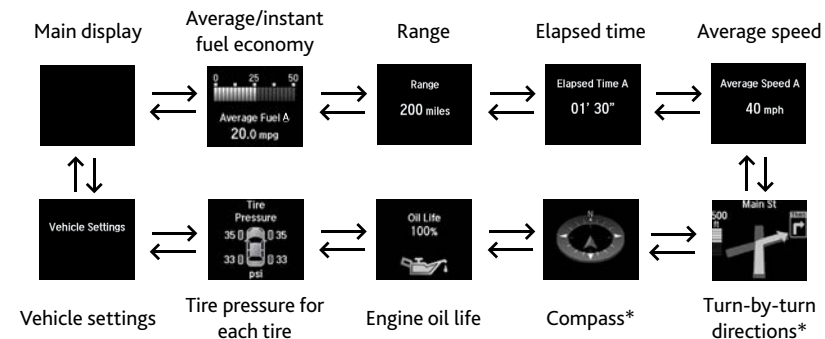 Main display
Average/instant
fuel economy
Range
Elapsed time
Average speed
0 25 50
Average Fuel A
20.0 mpg
Range
200 miles
Elapsed Time A
01' 30"
Average Speed A
40 mph
Vehicle Settings
Tire
Pressure
35 35
33 33
psi
Oil Life
100%
N
Main St
500
ft
Vehicle settings
Tire pressure for
each tire
Engine oil life
Compass*
Turn-by-turn
directions*